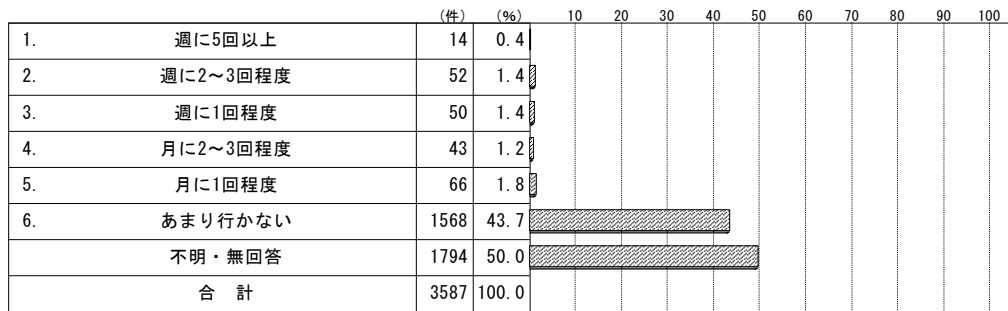 (件) (%) 10 20 30 40 50 60 70 80 90 100
1. 週に5回以上 14 0.4
2. 週に2～3回程度 52 1.4
3. 週に1回程度 50 1.4
4. 月に2～3回程度 43 1.2
5. 月に1回程度 66 1.8
6. あまり行かない 1568 43.7
不明・無回答 1794 50.0
合 計 3587 100.0